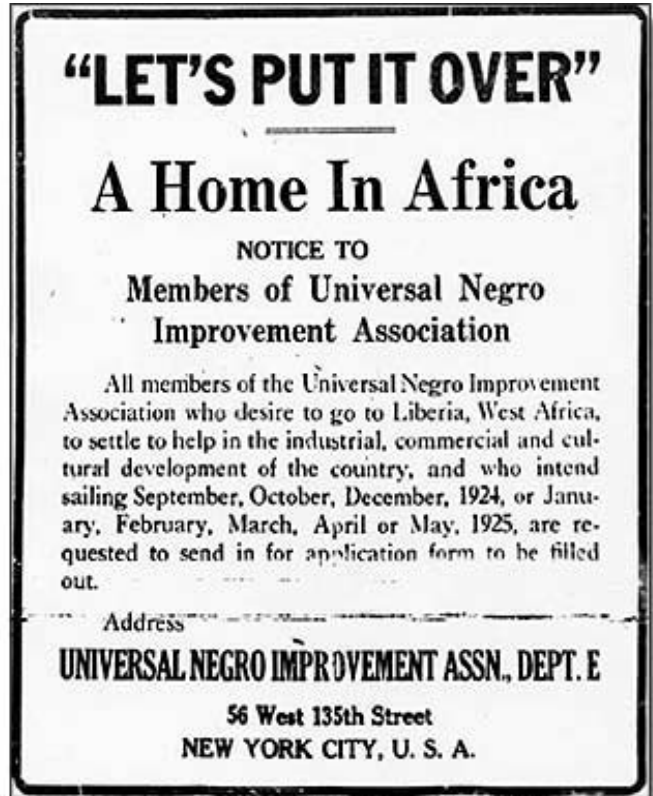 “LET’S PUT IT OVER”
A Home In Africa
NOTICE TO
Members of Universal Negro
Improvement Association
All members of the Universal Negro Improvement
Association who desire to go to Liberia, West Africa,
to settle to help in the industrial, commercial and cul-
tural development of the country, and who intend
sailing September, October, December, 1924, or Janu-
ary, February, March, April or May, 1925, are re-
quested to send in for application form to be filled
out.
Address
UNIVERSAL NEGRO IMPROVEMENT ASSN., DEPT. E
56 West 135th Street
NEW YORK CITY, U. S. A.